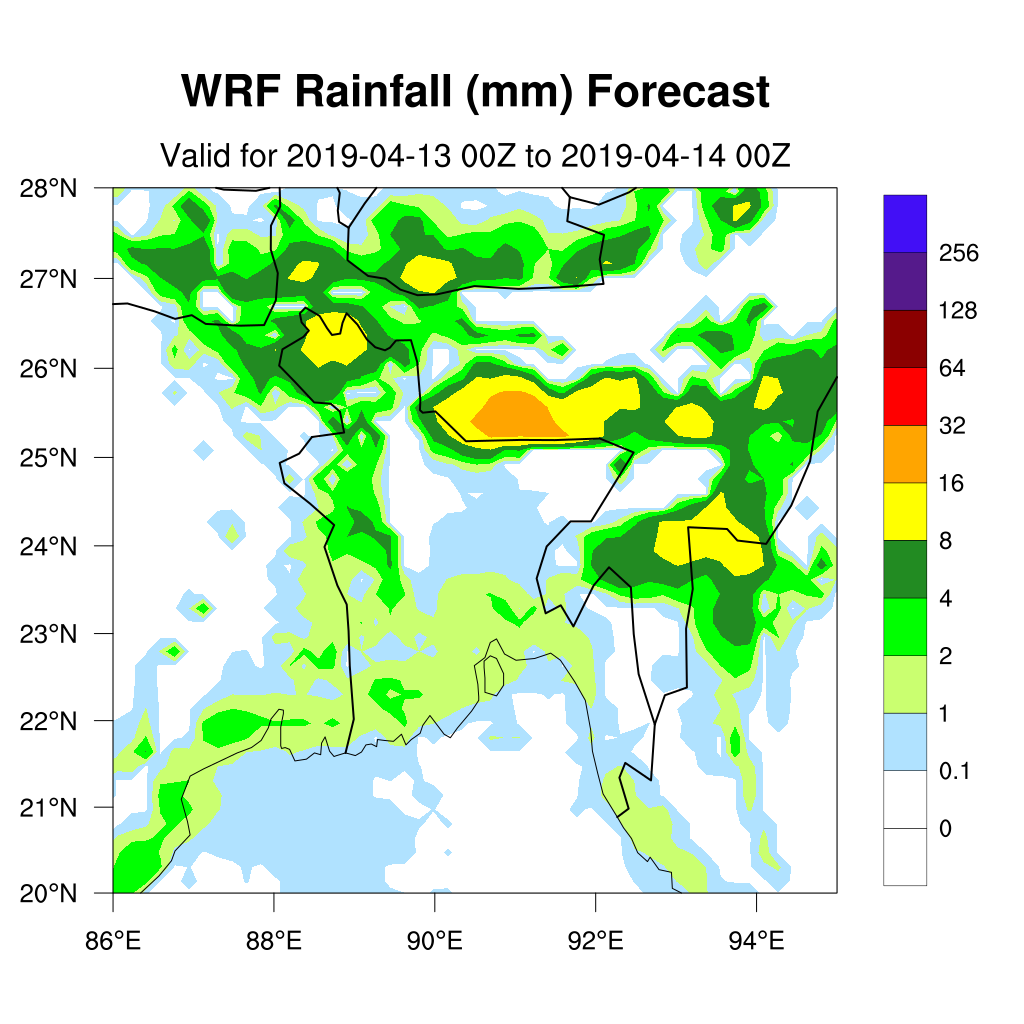 WRF Rainfall (mm) Forecast
Valid for 2019-04-13 00Z to 2019-04-14 00Z
28°N
27°N
26°N
25°N
24°N
23°N
22°N
21°N
20°N
86°E 88°E 90°E 92°E 94°E
256
128
64
32
16
8
4
2
1
0.1
0